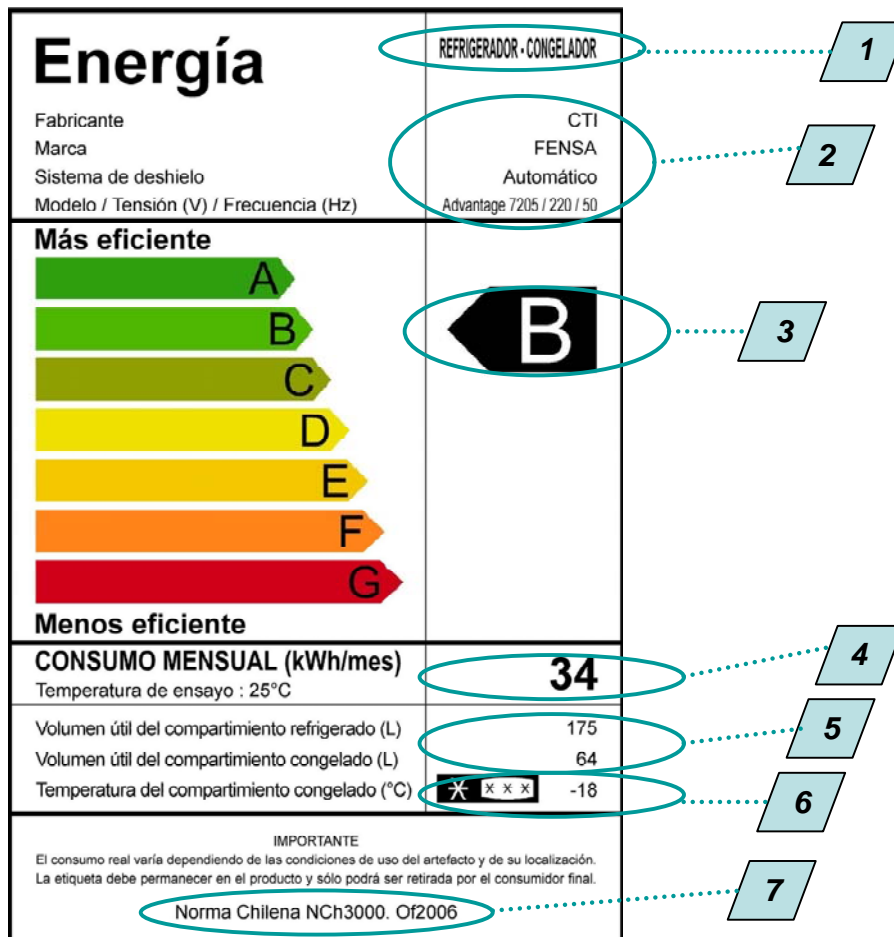 Energía
REFRIGERADOR - CONGELADOR
1
Fabricante CTI
Marca FENSA
Sistema de deshielo Automático
Modelo / Tensión (V) / Frecuencia (Hz) Advantage 7205 / 220 / 50
2
Más eficiente
A
B
B
3
C
D
E
F
G
Menos eficiente
CONSUMO MENSUAL (kWh/mes) 34
Temperatura de ensayo : 25°C
4
Volumen útil del compartimiento refrigerado (L) 175
5
Volumen útil del compartimiento congelado (L) 64
Temperatura del compartimiento congelado (°C) * x x x -18
6
IMPORTANTE
El consumo real varía dependiendo de las condiciones de uso del artefacto y de su localización.
La etiqueta debe permanecer en el producto y sólo podrá ser retirada por el consumidor final.
7
Norma Chilena NCh3000. Of2006